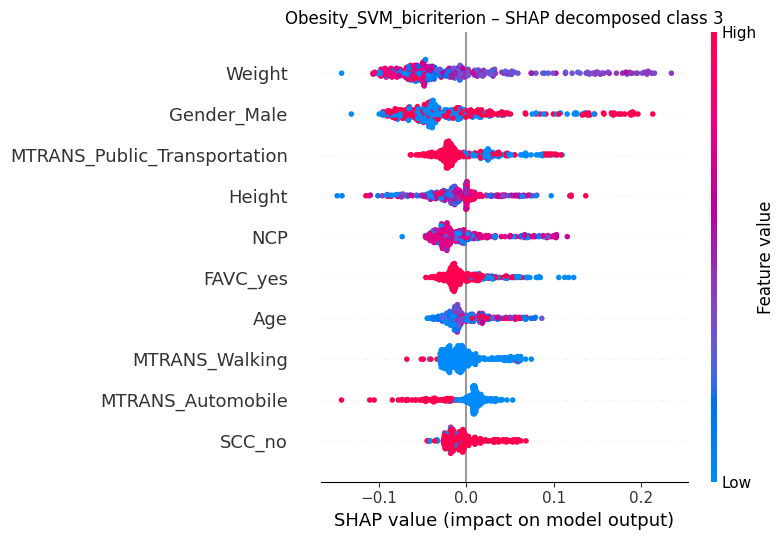 Obesity_SVM_bicriterion – SHAP decomposed class 3
High
Weight
Gender_Male
MTRANS_Public_Transportation
Height
NCP
FAVC_yes
Age
MTRANS_Walking
MTRANS_Automobile
SCC_no
Feature value
Low
−0.1 0.0 0.1 0.2
SHAP value (impact on model output)